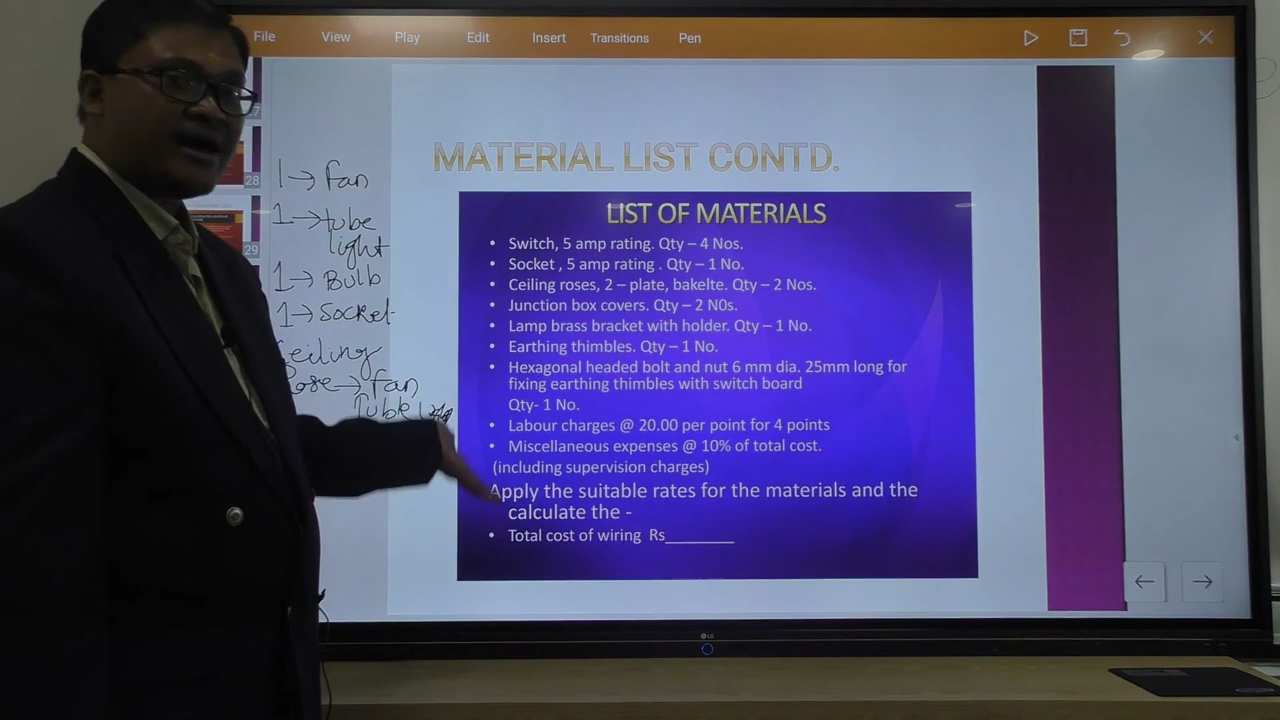 File View Play Edit Insert Transitions Pen
28
29
1→ fan
1→ tube
light
1→ Bulb
1→ Socket
Ceiling
Rose → fan
Tube
MATERIAL LIST CONTD.
LIST OF MATERIALS
• Switch, 5 amp rating. Qty – 4 Nos.
• Socket , 5 amp rating . Qty – 1 No.
• Ceiling roses, 2 – plate, bakelte. Qty – 2 Nos.
• Junction box covers. Qty – 2 N0s.
• Lamp brass bracket with holder. Qty – 1 No.
• Earthing thimbles. Qty – 1 No.
• Hexagonal headed bolt and nut 6 mm dia. 25mm long for
fixing earthing thimbles with switch board
Qty- 1 No.
• Labour charges @ 20.00 per point for 4 points
• Miscellaneous expenses @ 10% of total cost.
(including supervision charges)
Apply the suitable rates for the materials and the
calculate the -
• Total cost of wiring Rs________
LG